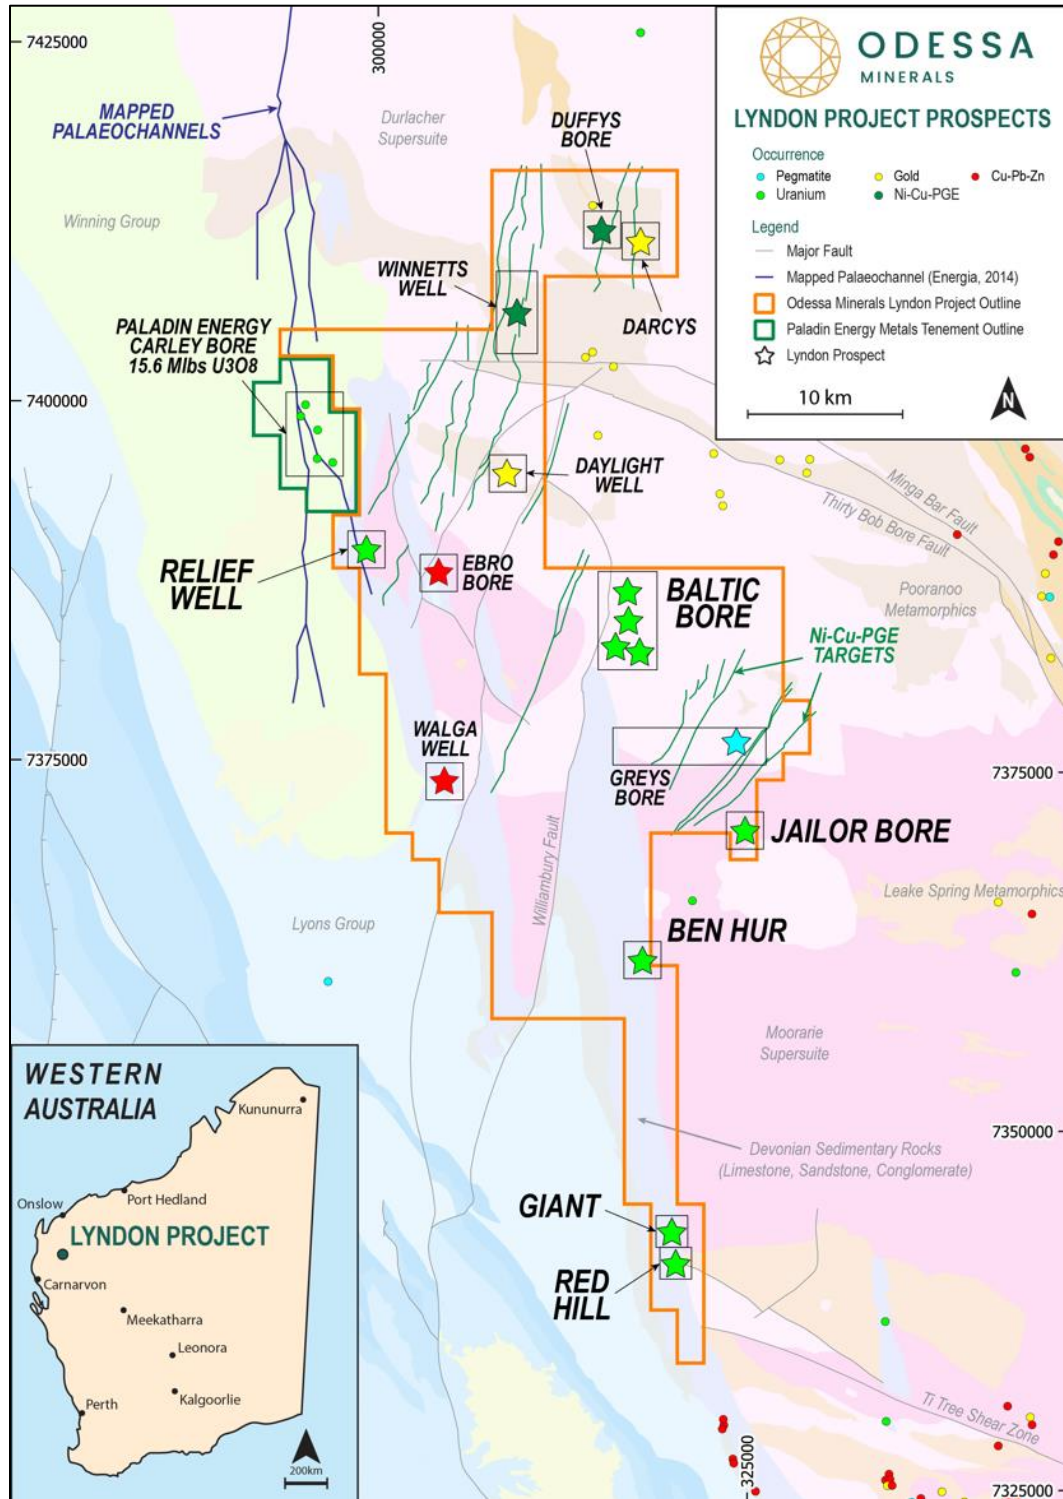 7425000
300000
ODESSA
MINERALS
LYNDON PROJECT PROSPECTS
Occurrence
Pegmatite
Gold
Cu-Pb-Zn
Uranium
Ni-Cu-PGE
Legend
Major Fault
Mapped Palaeochannel (Energia, 2014)
Odessa Minerals Lyndon Project Outline
Paladin Energy Metals Tenement Outline
Lyndon Prospect
10 km
N
MAPPED
PALAEOCHANNELS
Durlacher
Supersuite
DUFFYS
BORE
Winning Group
WINNETTS
WELL
DARCYS
PALADIN ENERGY
CARLEY BORE
15.6 Mlbs U3O8
7400000
DAYLIGHT
WELL
Minga Bar Fault
Thirty Bob Bore Fault
RELIEF
WELL
EBRO
BORE
BALTIC
BORE
Pooranoo
Metamorphics
Ni-Cu-PGE
TARGETS
WALGA
WELL
7375000
GREYS
BORE
7375000
JAILOR BORE
Williambury Fault
Leake Spring Metamorphics
Lyons Group
BEN HUR
Moorarie
Supersuite
7350000
Devonian Sedimentary Rocks
(Limestone, Sandstone, Conglomerate)
GIANT
RED
HILL
Ti Tree Shear Zone
325000
7325000
WESTERN
AUSTRALIA
Kununurra
Port Hedland
Onslow
LYNDON PROJECT
Carnarvon
Meekatharra
Leonora
Kalgoorlie
Perth
200km